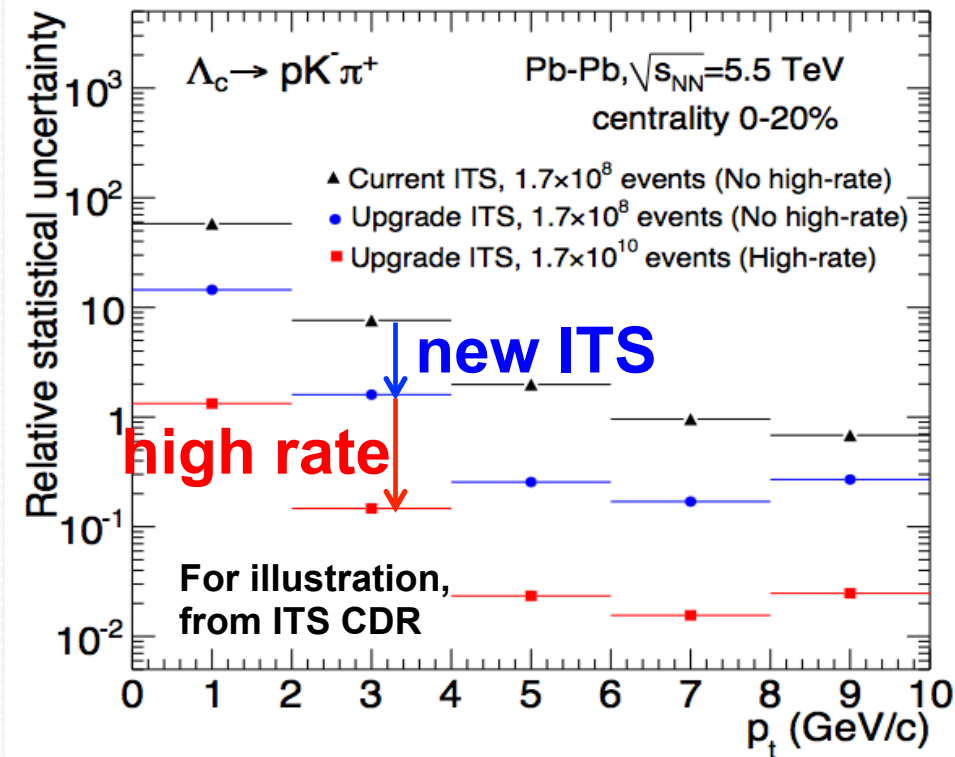 Λc→ pK⁻π⁺
Pb-Pb,√sNN=5.5 TeV
centrality 0-20%
▲ Current ITS, 1.7×10⁸ events (No high-rate)
● Upgrade ITS, 1.7×10⁸ events (No high-rate)
■ Upgrade ITS, 1.7×10¹⁰ events (High-rate)
Relative statistical uncertainty
10³
10²
10
1
10⁻¹
10⁻²
new ITS
high rate
For illustration,
from ITS CDR
0 1 2 3 4 5 6 7 8 9 10
pt (GeV/c)